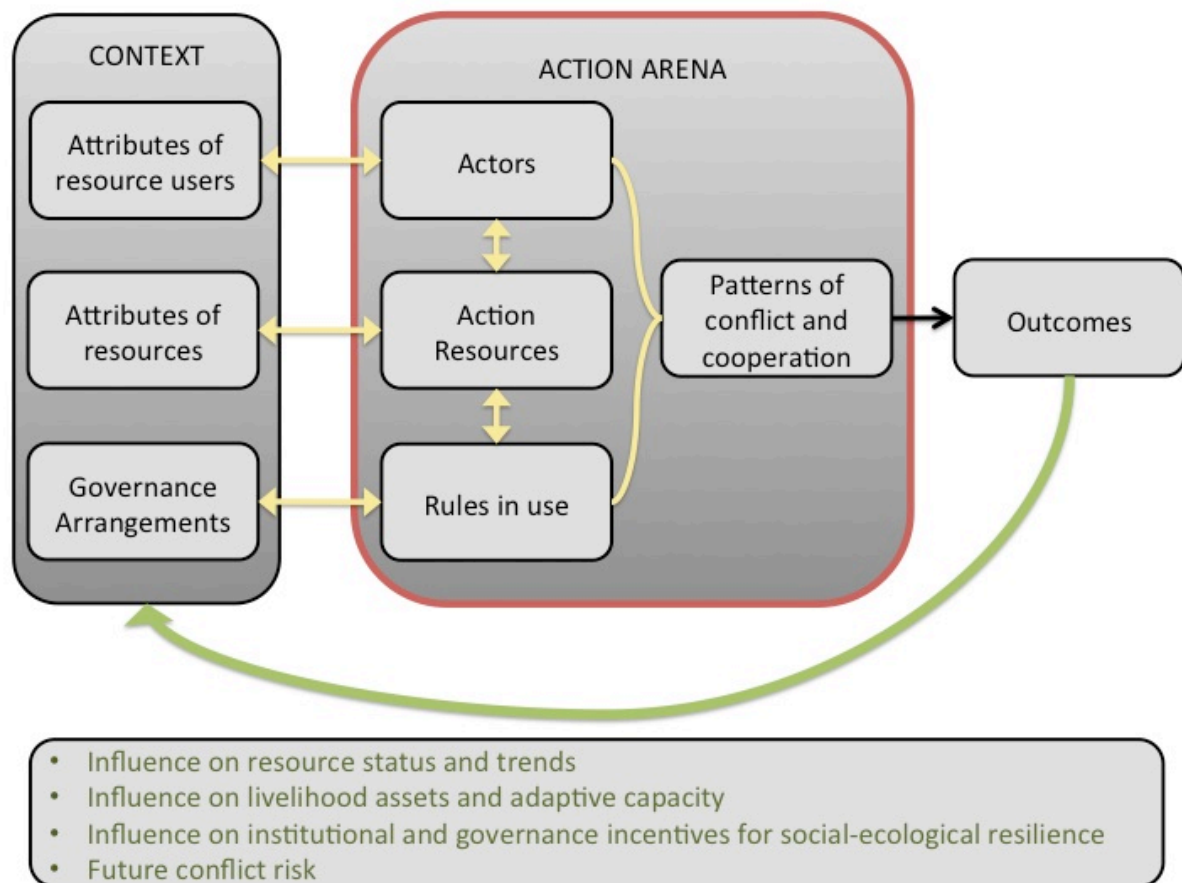 CONTEXT
Attributes of
resource users
Attributes of
resources
Governance
Arrangements
ACTION ARENA
Actors
Action
Resources
Rules in use
Patterns of
conflict and
cooperation
Outcomes
• Influence on resource status and trends
• Influence on livelihood assets and adaptive capacity
• Influence on institutional and governance incentives for social-ecological resilience
• Future conflict risk